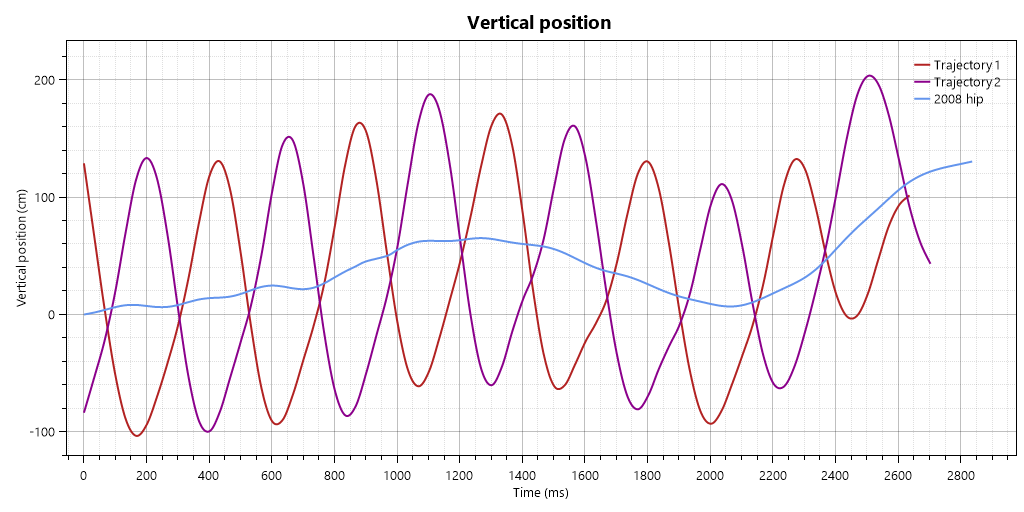 Vertical position
Trajectory 1
Trajectory 2
2008 hip
200
100
0
-100
Vertical position (cm)
0 200 400 600 800 1000 1200 1400 1600 1800 2000 2200 2400 2600 2800
Time (ms)